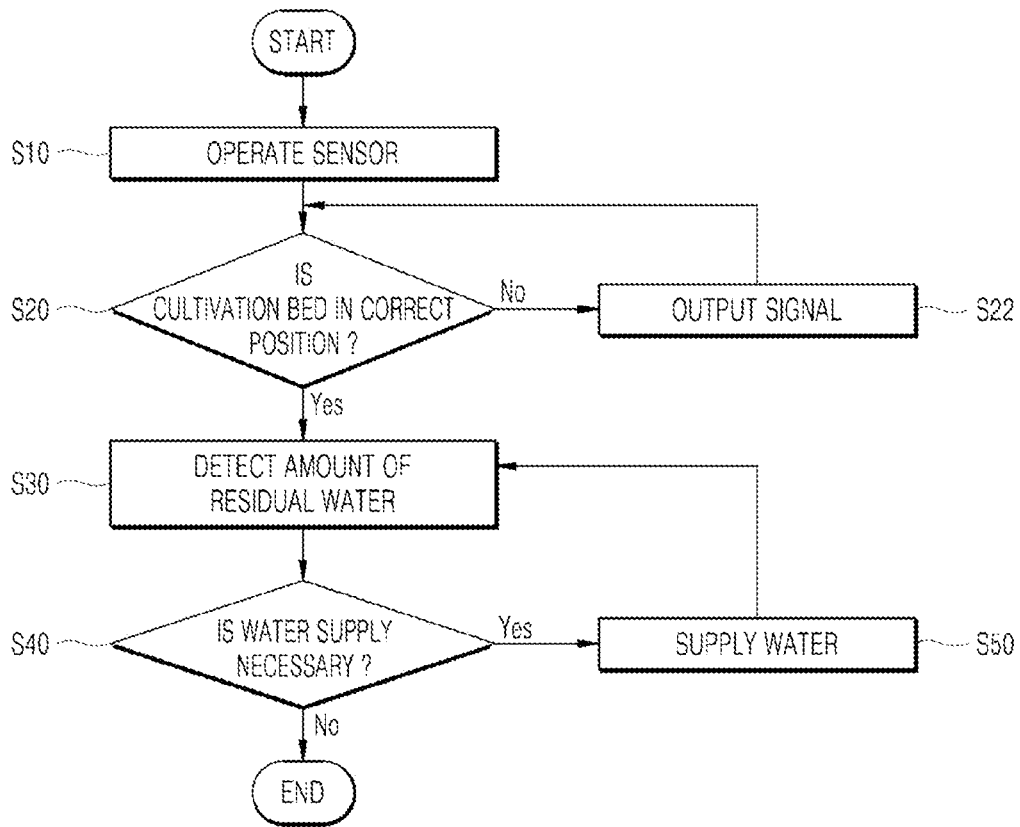 START
S10
OPERATE SENSOR
S20
IS
CULTIVATION BED IN CORRECT
POSITION ?
No
OUTPUT SIGNAL
S22
Yes
S30
DETECT AMOUNT OF
RESIDUAL WATER
S40
IS WATER SUPPLY
NECESSARY ?
Yes
SUPPLY WATER
S50
No
END